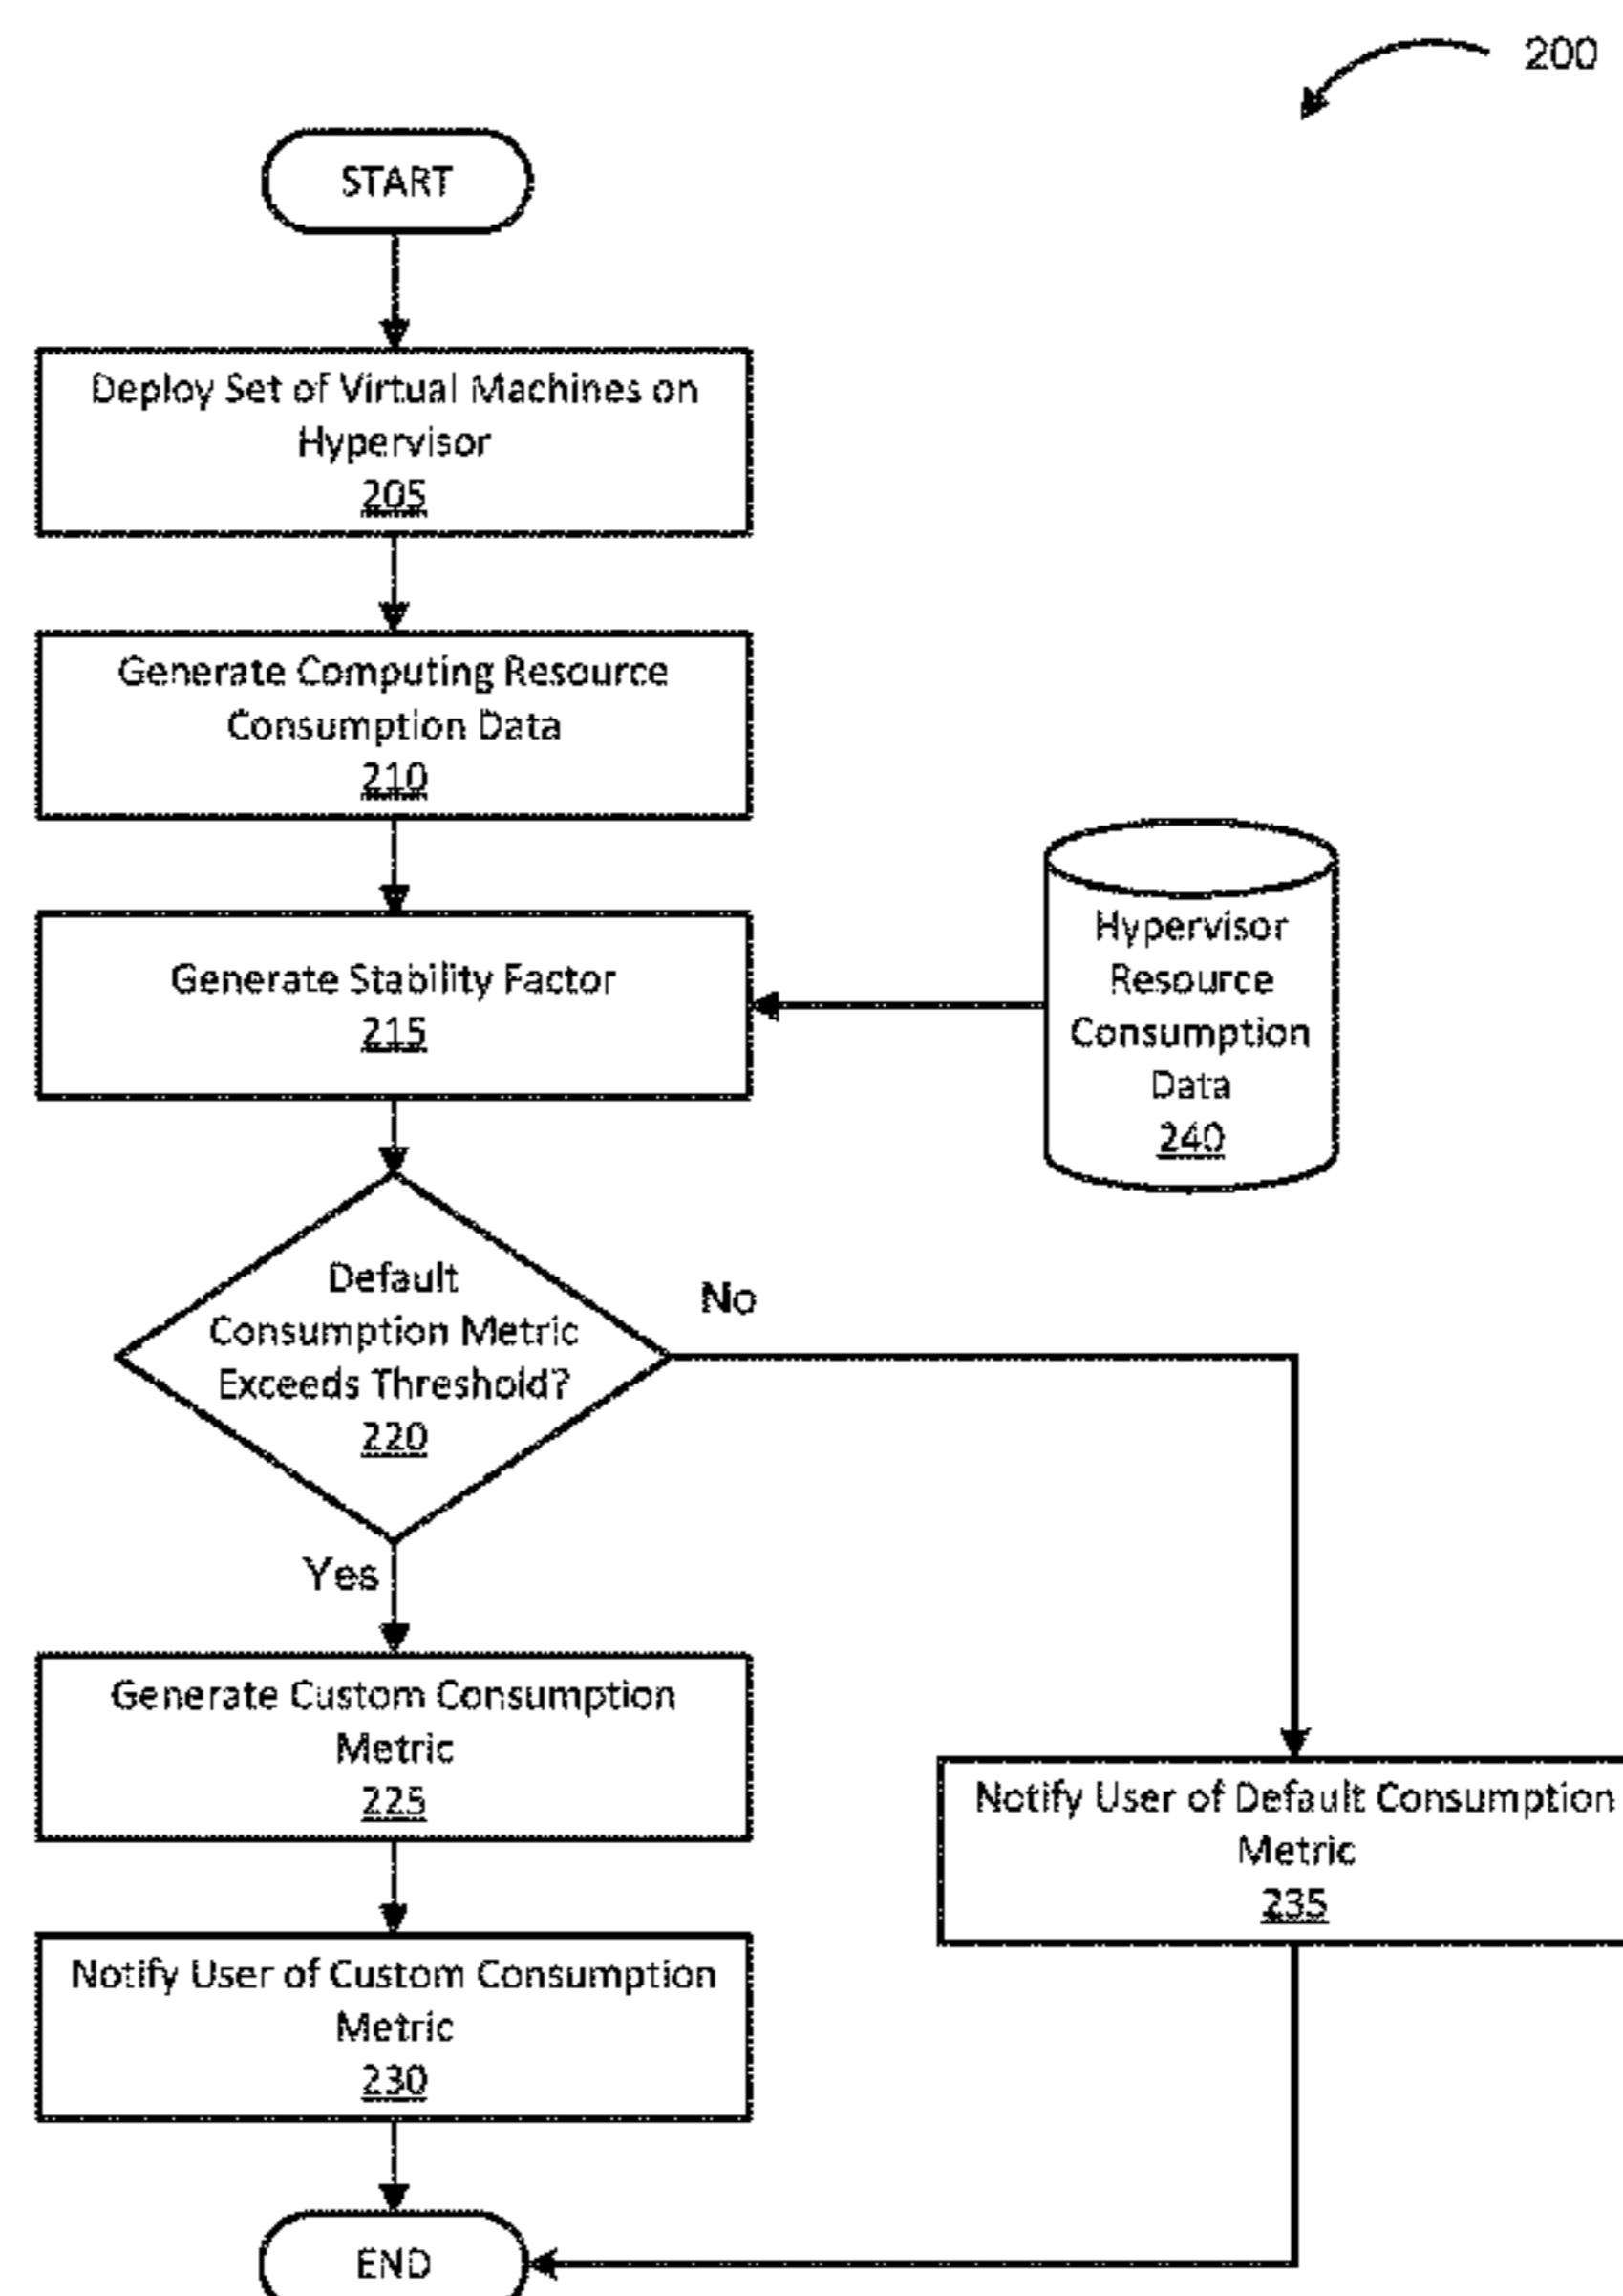 200
START
Deploy Set of Virtual Machines on
Hypervisor
205
Generate Computing Resource
Consumption Data
210
Generate Stability Factor
215
Hypervisor
Resource
Consumption
Data
240
Default
Consumption Metric
Exceeds Threshold?
220
No
Yes
Generate Custom Consumption
Metric
225
Notify User of Default Consumption
Metric
235
Notify User of Custom Consumption
Metric
230
END